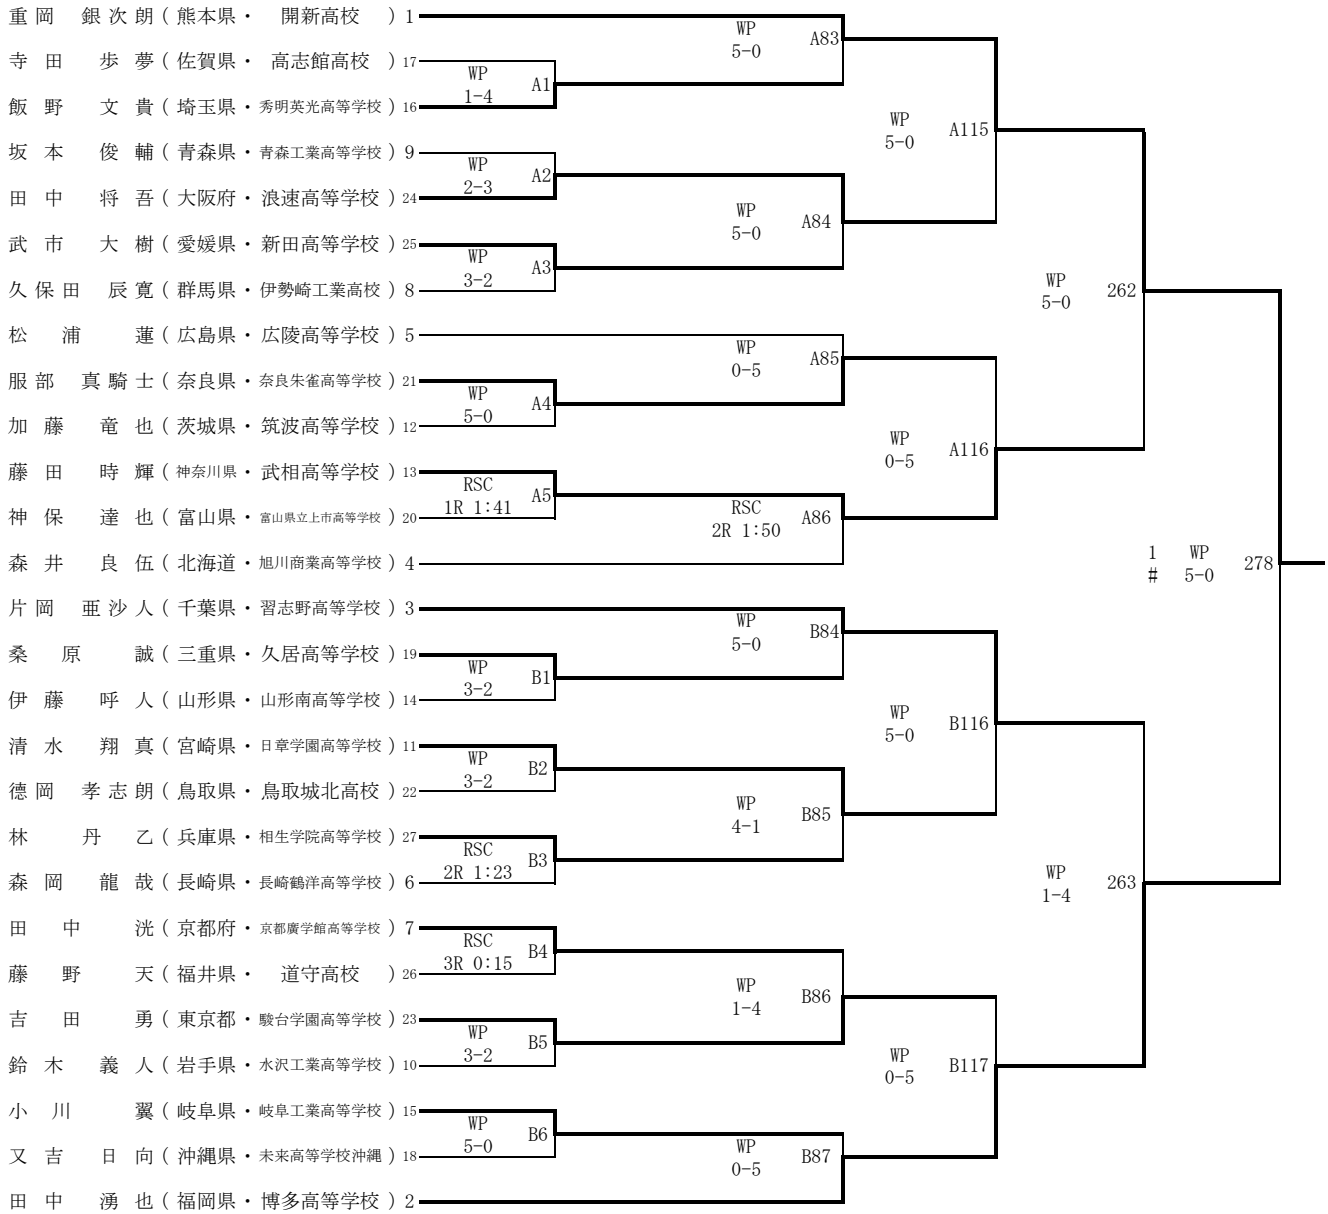 重岡 銀次朗 ( 熊本県 ・ 開新高校 ) 1
WP
5-0
A83
寺田 歩夢 ( 佐賀県 ・ 高志館高校 ) 17
WP
1-4
A1
飯野 文貴 ( 埼玉県 ・ 秀明英光高等学校 ) 16
WP
5-0
A115
坂本 俊輔 ( 青森県 ・ 青森工業高等学校 ) 9
WP
2-3
A2
田中 将吾 ( 大阪府 ・ 浪速高等学校 ) 24
WP
5-0
A84
武市 大樹 ( 愛媛県 ・ 新田高等学校 ) 25
WP
3-2
A3
久保田 辰寛 ( 群馬県 ・ 伊勢崎工業高校 ) 8
WP
5-0
262
松浦 蓮 ( 広島県 ・ 広陵高等学校 ) 5
WP
0-5
A85
服部 真騎士 ( 奈良県 ・ 奈良朱雀高等学校 ) 21
WP
5-0
A4
加藤 竜也 ( 茨城県 ・ 筑波高等学校 ) 12
WP
0-5
A116
藤田 時輝 ( 神奈川県 ・ 武相高等学校 ) 13
RSC
1R 1:41
A5
神保 達也 ( 富山県 ・ 富山県立上市高等学校 ) 20
RSC
2R 1:50
A86
森井 良伍 ( 北海道 ・ 旭川商業高等学校 ) 4
1 WP
# 5-0
278
片岡 亜沙人 ( 千葉県 ・ 習志野高等学校 ) 3
WP
5-0
B84
桑原 誠 ( 三重県 ・ 久居高等学校 ) 19
WP
3-2
B1
伊藤 呼人 ( 山形県 ・ 山形南高等学校 ) 14
WP
5-0
B116
清水 翔真 ( 宮崎県 ・ 日章学園高等学校 ) 11
WP
3-2
B2
德岡 孝志朗 ( 鳥取県 ・ 鳥取城北高校 ) 22
WP
4-1
B85
林 丹乙 ( 兵庫県 ・ 相生学院高等学校 ) 27
RSC
2R 1:23
B3
森岡 龍哉 ( 長崎県 ・ 長崎鶴洋高等学校 ) 6
WP
1-4
263
田中 洸 ( 京都府 ・ 京都廣学館高等学校 ) 7
RSC
3R 0:15
B4
藤野 天 ( 福井県 ・ 道守高校 ) 26
WP
1-4
B86
吉田 勇 ( 東京都 ・ 駿台学園高等学校 ) 23
WP
3-2
B5
鈴木 義人 ( 岩手県 ・ 水沢工業高等学校 ) 10
WP
0-5
B117
小川 翼 ( 岐阜県 ・ 岐阜工業高等学校 ) 15
WP
5-0
B6
又吉 日向 ( 沖縄県 ・ 未来高等学校沖縄 ) 18
WP
0-5
B87
田中 湧也 ( 福岡県 ・ 博多高等学校 ) 2